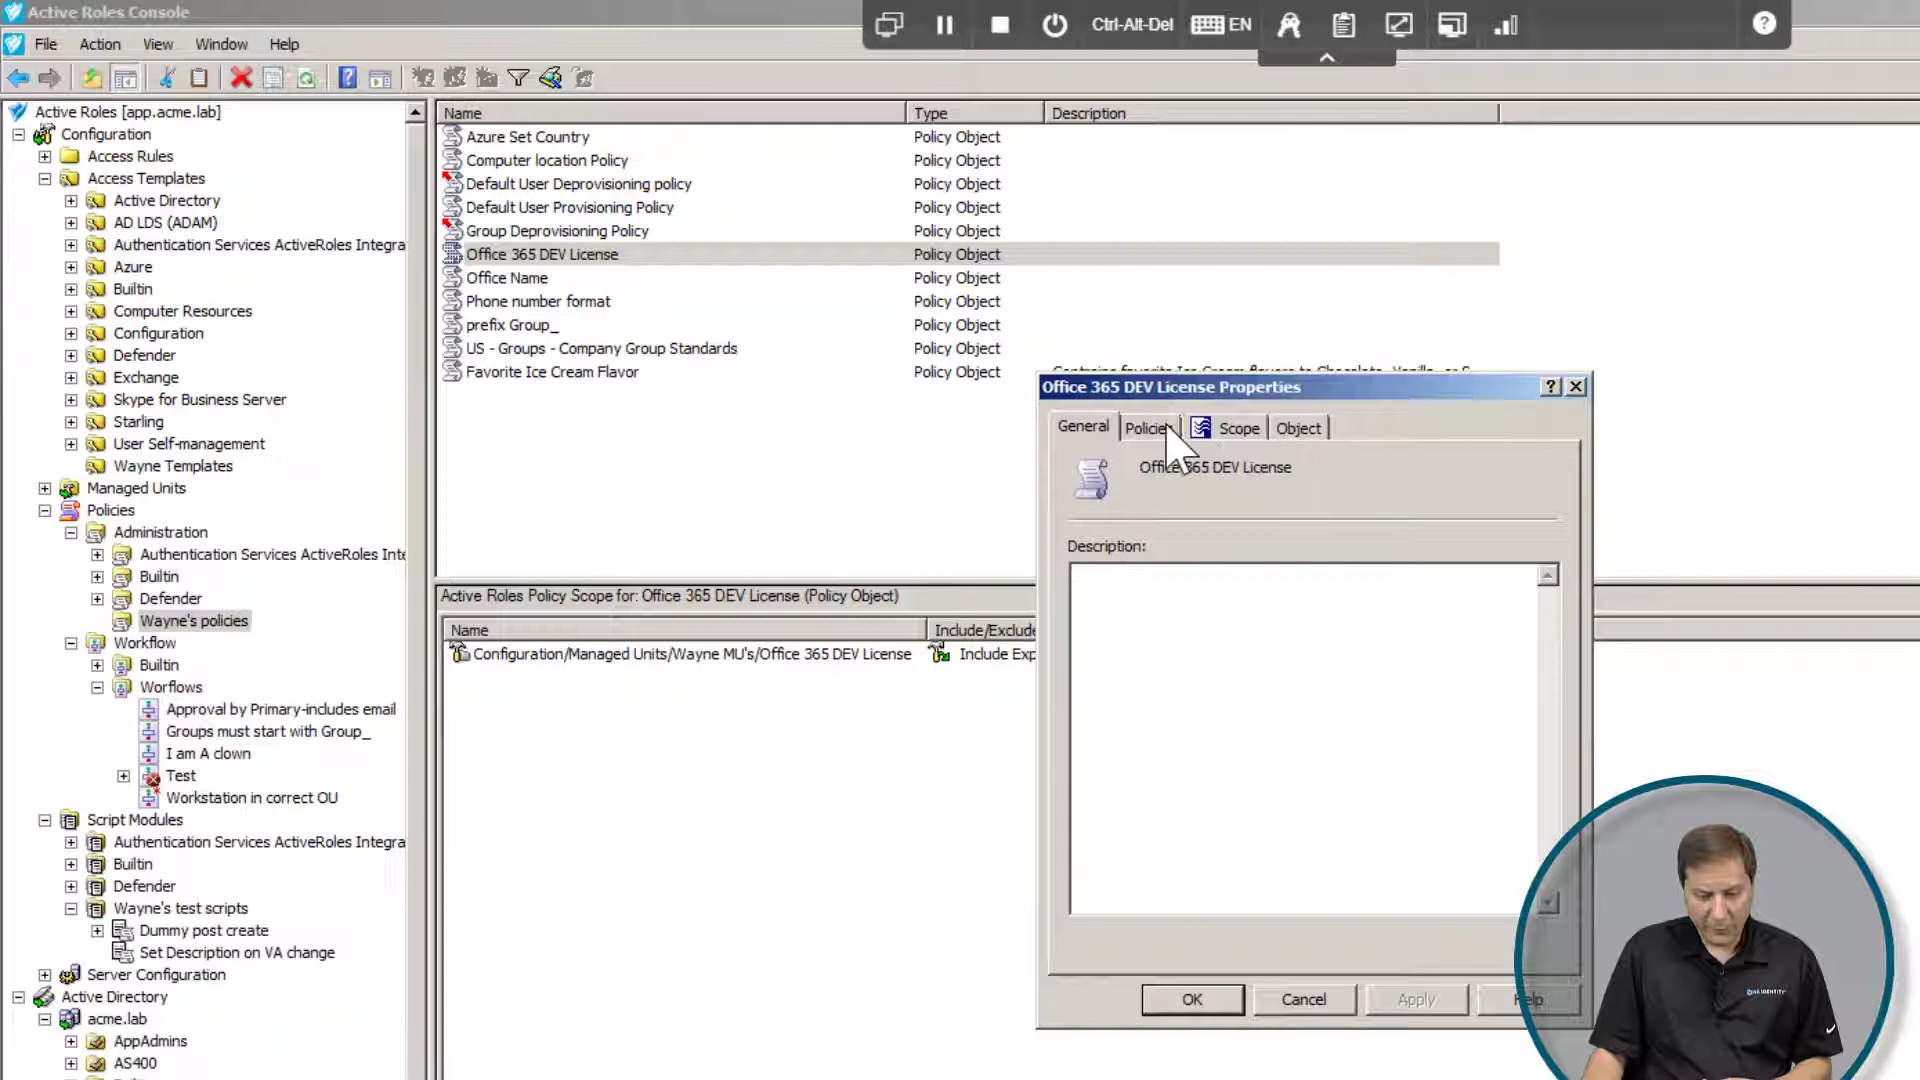 Active Roles Console
Ctrl-Alt-Del
EN
?
File Action View Window Help
Active Roles [app.acme.lab]
Configuration
Access Rules
Access Templates
Active Directory
AD LDS (ADAM)
Authentication Services ActiveRoles Integra
Azure
Builtin
Computer Resources
Configuration
Defender
Exchange
Skype for Business Server
Starling
User Self-management
Wayne Templates
Managed Units
Policies
Administration
Authentication Services ActiveRoles Inte
Builtin
Defender
Wayne's policies
Workflow
Builtin
Worflows
Approval by Primary-includes email
Groups must start with Group_
I am A clown
Test
Workstation in correct OU
Script Modules
Authentication Services ActiveRoles Integra
Builtin
Defender
Wayne's test scripts
Dummy post create
Set Description on VA change
Server Configuration
Active Directory
acme.lab
AppAdmins
AS400
Name Type Description
Azure Set Country Policy Object
Computer location Policy Policy Object
Default User Deprovisioning policy Policy Object
Default User Provisioning Policy Policy Object
Group Deprovisioning Policy Policy Object
Office 365 DEV License Policy Object
Office Name Policy Object
Phone number format Policy Object
prefix Group_ Policy Object
US - Groups - Company Group Standards Policy Object
Favorite Ice Cream Flavor Policy Object
Active Roles Policy Scope for: Office 365 DEV License (Policy Object)
Name Include/Exclude
Configuration/Managed Units/Wayne MU's/Office 365 DEV License Include Exp
Office 365 DEV License Properties
General Policies Scope Object
Office 365 DEV License
Description:
OK Cancel Apply Help